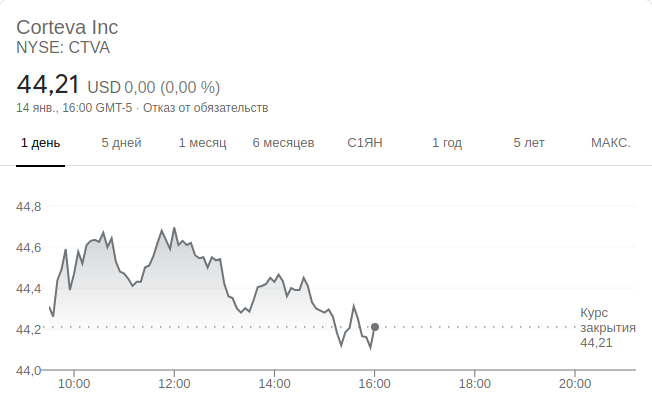 Corteva Inc
NYSE: CTVA
44,21 USD 0,00 (0,00 %)
14 янв., 16:00 GMT-5 · Отказ от обязательств
1 день 5 дней 1 месяц 6 месяцев С1ЯН 1 год 5 лет МАКС.
44,8
44,6
44,4
44,2
44,0
Курс
закрытия
44,21
10:00 12:00 14:00 16:00 18:00 20:00